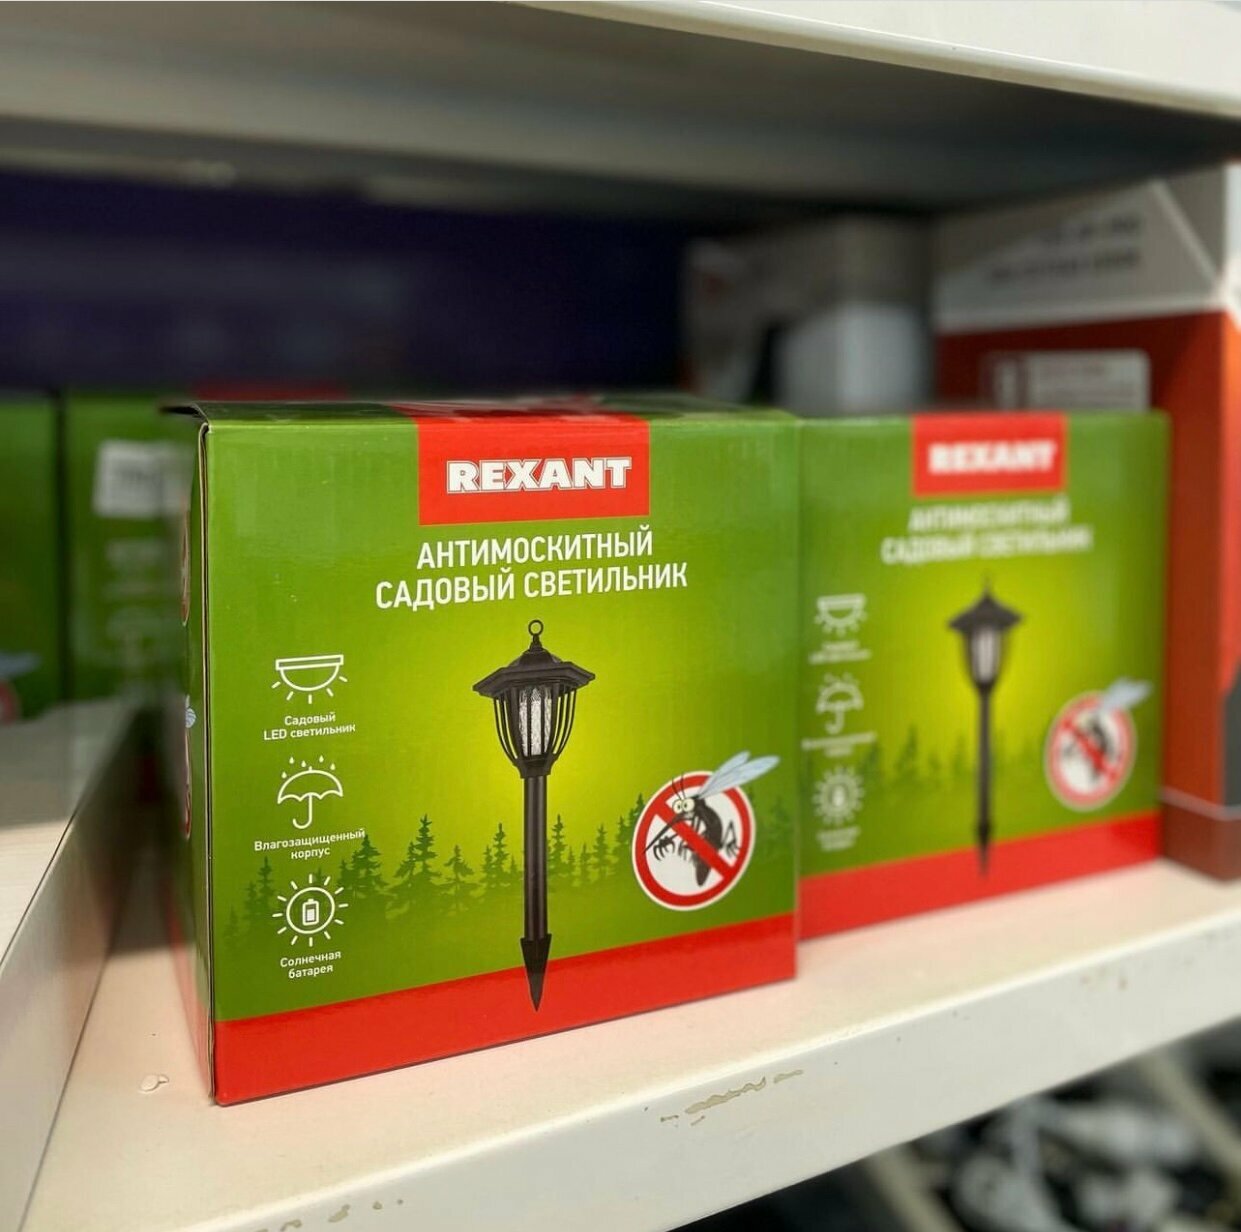 REXANT
АНТИМОСКИТНЫЙ
САДОВЫЙ СВЕТИЛЬНИК
Садовый
LED светильник
Влагозащищенный
корпус
Солнечная
батарея
REXANT
АНТИМОСКИТНЫЙ
САДОВЫЙ СВЕТИЛЬНИК